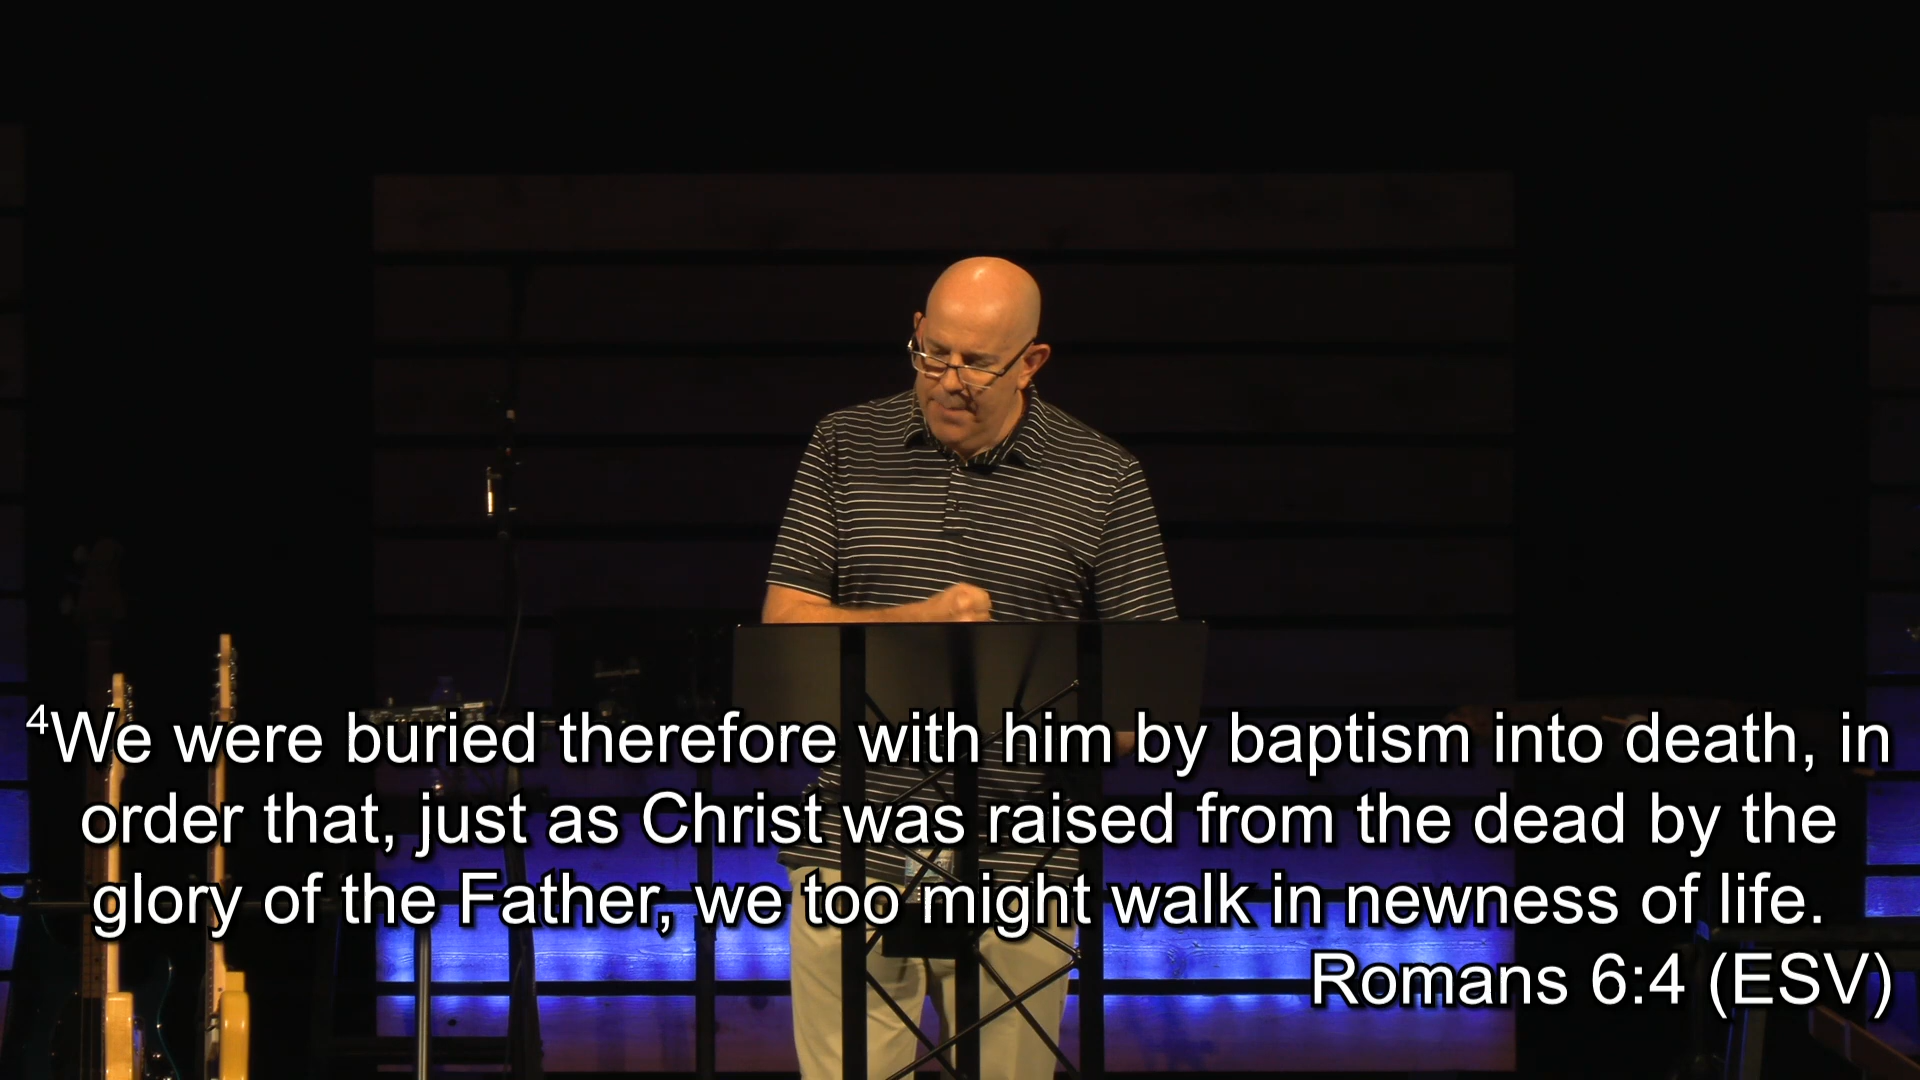 ⁴We were buried therefore with him by baptism into death, in
order that, just as Christ was raised from the dead by the
glory of the Father, we too might walk in newness of life.
Romans 6:4 (ESV)